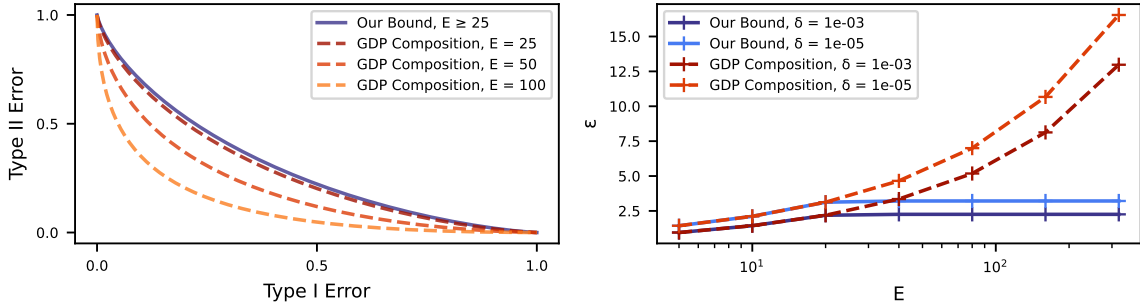 Type II Error
1.0
0.5
0.0
Our Bound, E ≥ 25
GDP Composition, E = 25
GDP Composition, E = 50
GDP Composition, E = 100
0.0
0.5
1.0
Type I Error
ε
15.0
12.5
10.0
7.5
5.0
2.5
Our Bound, δ = 1e-03
Our Bound, δ = 1e-05
GDP Composition, δ = 1e-03
GDP Composition, δ = 1e-05
10¹
10²
E